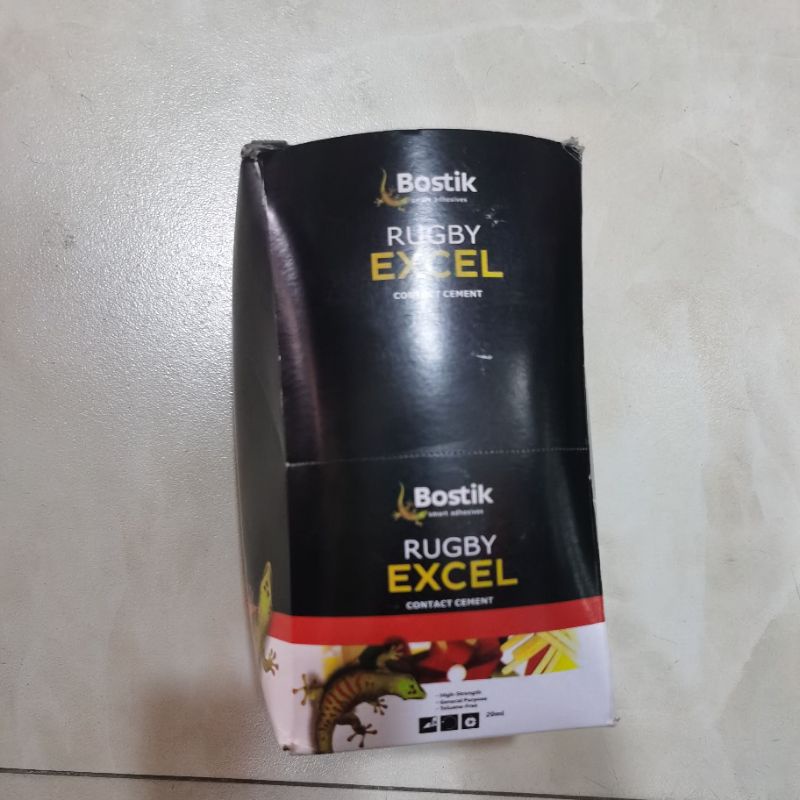 Bostik
smart adhesives
RUGBY
EXCEL
CONTACT CEMENT
Bostik
smart adhesives
RUGBY
EXCEL
CONTACT CEMENT
- High Strength
- General Purpose
- Toluene Free
20ml